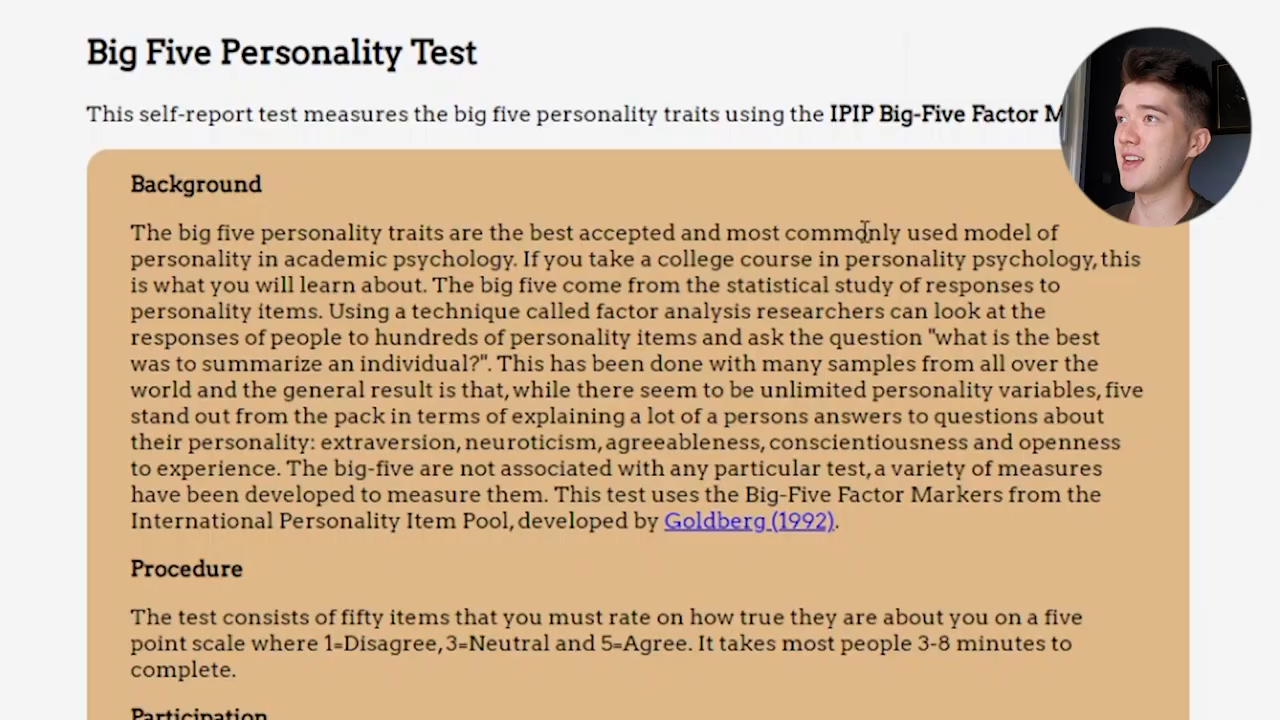 Big Five Personality Test
This self-report test measures the big five personality traits using the IPIP Big-Five Factor M
Background
The big five personality traits are the best accepted and most commonly used model of
personality in academic psychology. If you take a college course in personality psychology, this
is what you will learn about. The big five come from the statistical study of responses to
personality items. Using a technique called factor analysis researchers can look at the
responses of people to hundreds of personality items and ask the question "what is the best
was to summarize an individual?". This has been done with many samples from all over the
world and the general result is that, while there seem to be unlimited personality variables, five
stand out from the pack in terms of explaining a lot of a persons answers to questions about
their personality: extraversion, neuroticism, agreeableness, conscientiousness and openness
to experience. The big-five are not associated with any particular test, a variety of measures
have been developed to measure them. This test uses the Big-Five Factor Markers from the
International Personality Item Pool, developed by Goldberg (1992).
Procedure
The test consists of fifty items that you must rate on how true they are about you on a five
point scale where 1=Disagree, 3=Neutral and 5=Agree. It takes most people 3-8 minutes to
complete.
Participation